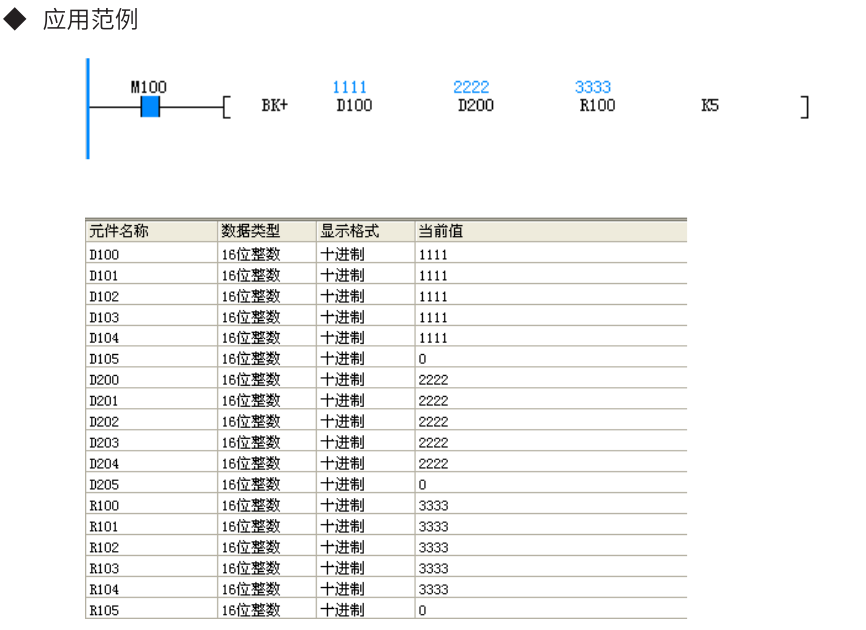 ◆ 应用范例
M100 1111 2222 3333
BK+ D100 D200 R100 K5
元件名称 数据类型 显示格式 当前值
D100 16位整数 十进制 1111
D101 16位整数 十进制 1111
D102 16位整数 十进制 1111
D103 16位整数 十进制 1111
D104 16位整数 十进制 1111
D105 16位整数 十进制 0
D200 16位整数 十进制 2222
D201 16位整数 十进制 2222
D202 16位整数 十进制 2222
D203 16位整数 十进制 2222
D204 16位整数 十进制 2222
D205 16位整数 十进制 0
R100 16位整数 十进制 3333
R101 16位整数 十进制 3333
R102 16位整数 十进制 3333
R103 16位整数 十进制 3333
R104 16位整数 十进制 3333
R105 16位整数 十进制 0